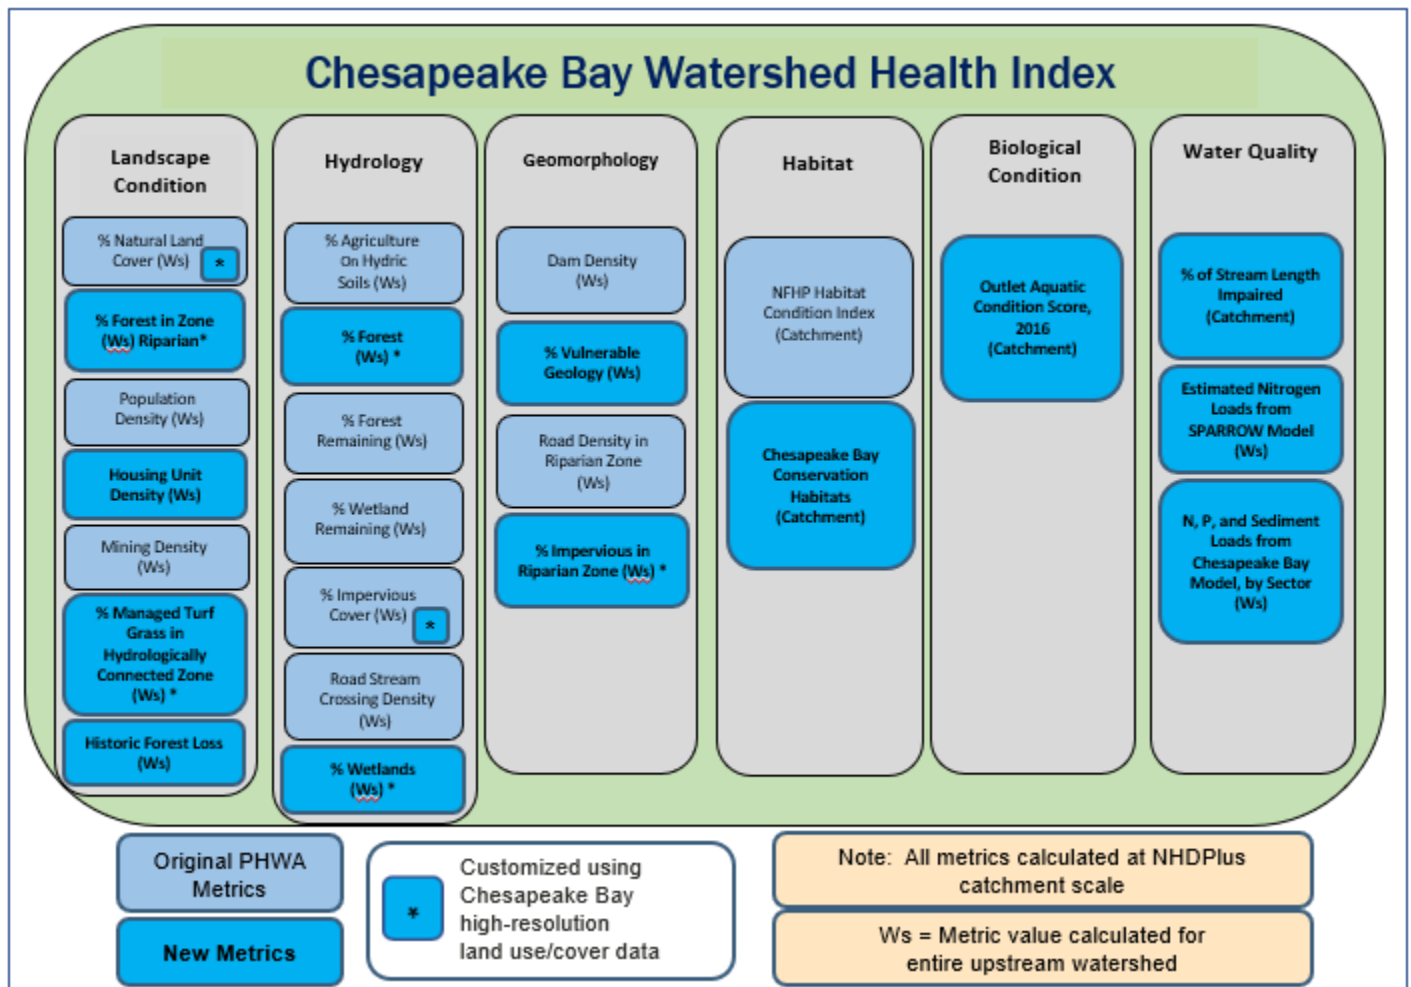 Chesapeake Bay Watershed Health Index
Landscape
Condition
% Natural Land
Cover (Ws) *
% Forest in Zone
(Ws) Riparian*
Population
Density (Ws)
Housing Unit
Density (Ws)
Mining Density
(Ws)
% Managed Turf
Grass in
Hydrologically
Connected Zone
(Ws) *
Historic Forest Loss
(Ws)
Hydrology
% Agriculture
On Hydric
Soils (Ws)
% Forest
(Ws) *
% Forest
Remaining (Ws)
% Wetland
Remaining (Ws)
% Impervious
Cover (Ws) *
Road Stream
Crossing Density
(Ws)
% Wetlands
(Ws) *
Geomorphology
Dam Density
(Ws)
% Vulnerable
Geology (Ws)
Road Density in
Riparian Zone
(Ws)
% Impervious in
Riparian Zone (Ws) *
Habitat
NFHP Habitat
Condition Index
(Catchment)
Chesapeake Bay
Conservation
Habitats
(Catchment)
Biological
Condition
Outlet Aquatic
Condition Score,
2016
(Catchment)
Water Quality
% of Stream Length
Impaired
(Catchment)
Estimated Nitrogen
Loads from
SPARROW Model
(Ws)
N, P, and Sediment
Loads from
Chesapeake Bay
Model, by Sector
(Ws)
Original PHWA
Metrics
New Metrics
*
Customized using
Chesapeake Bay
high-resolution
land use/cover data
Note: All metrics calculated at NHDPlus
catchment scale
Ws = Metric value calculated for
entire upstream watershed